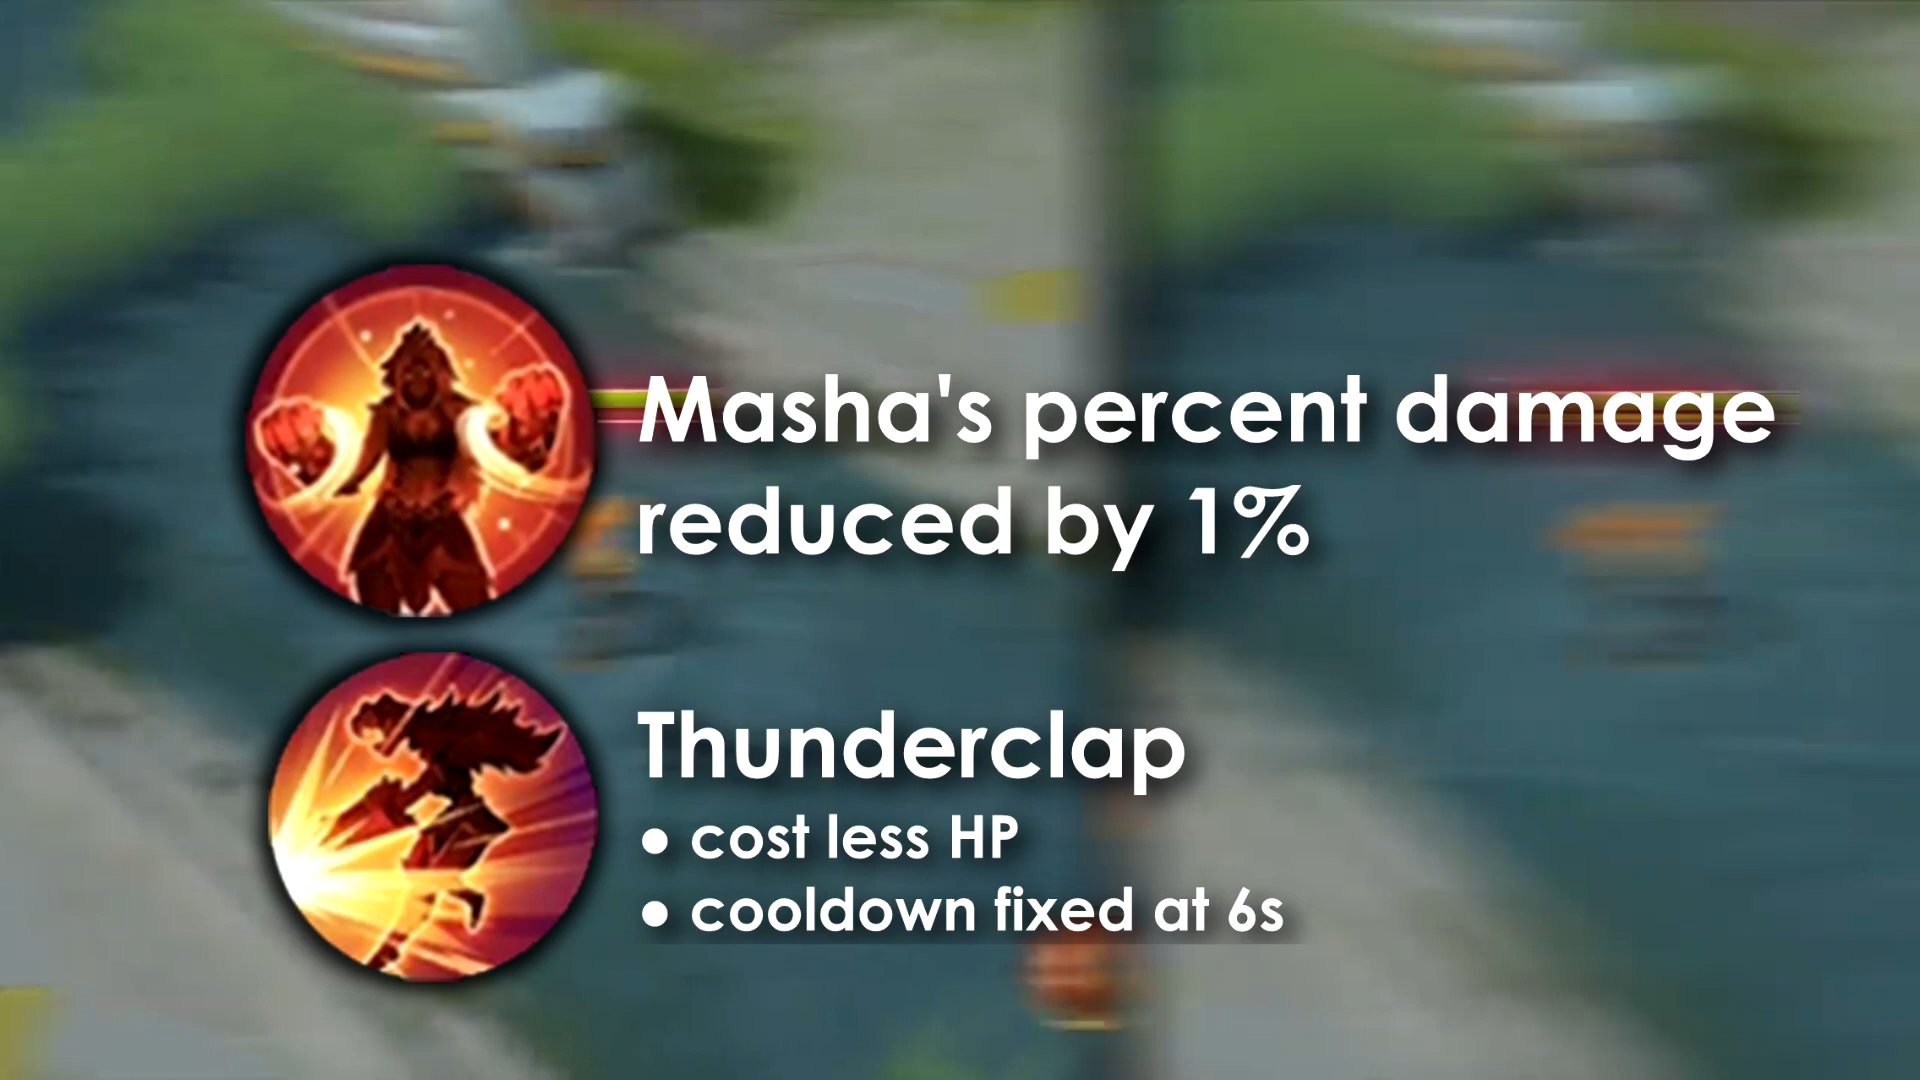 Masha's percent damage
reduced by 1%
Thunderclap
● cost less HP
● cooldown fixed at 6s